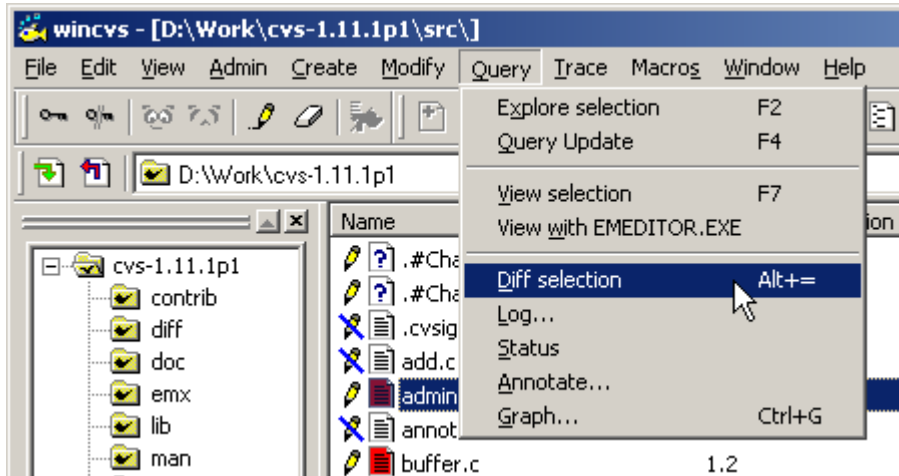 wincvs - [D:\Work\cvs-1.11.1p1\src\]
File Edit View Admin Create Modify Query Trace Macros Window Help
Explore selection F2
Query Update F4
D:\Work\cvs-1.11.1p1
View selection F7
View with EMEDITOR.EXE
Name
Diff selection Alt+=
Log...
Status
Annotate...
Graph... Ctrl+G
cvs-1.11.1p1
contrib
diff
doc
emx
lib
man
.#Cha
.#Cha
.cvsig
add.c
admin
annot
buffer.c 1.2